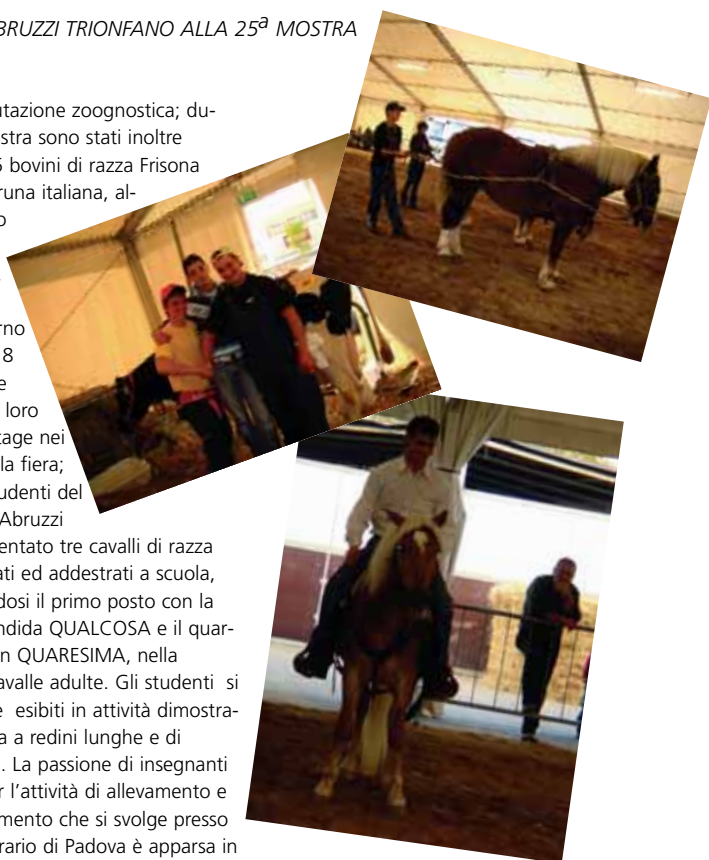 BRUZZI TRIONFANO ALLA 25ª MOSTRA
utazione zoognostica; du-
stra sono stati inoltre
5 bovini di razza Frisona
runa italiana, al-
o
rno
8
e
loro
tage nei
la fiera;
udenti del
Abruzzi
entato tre cavalli di razza
ati ed addestrati a scuola,
dosi il primo posto con la
ndida QUALCOSA e il quar-
n QUARESIMA, nella
avalle adulte. Gli studenti si
e esibiti in attività dimostra-
a a redini lunghe e di
. La passione di insegnanti
r l'attività di allevamento e
mento che si svolge presso
rario di Padova è apparsa in